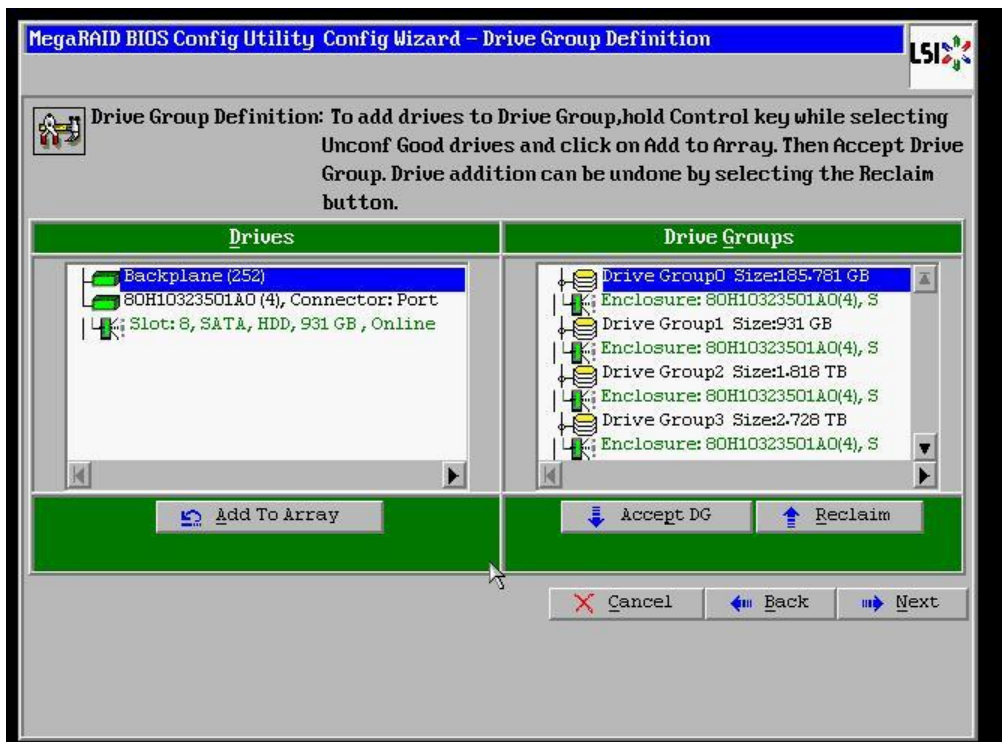 MegaRAID BIOS Config Utility Config Wizard – Drive Group Definition
LSI
Drive Group Definition: To add drives to Drive Group,hold Control key while selecting
Unconf Good drives and click on Add to Array. Then Accept Drive
Group. Drive addition can be undone by selecting the Reclaim
button.
Drives
Drive Groups
Backplane (252)
80H10323501A0 (4), Connector: Port
Slot: 8, SATA, HDD, 931 GB , Online
Drive Group0 Size:185.781 GB
Enclosure: 80H10323501A0(4), S
Drive Group1 Size:931 GB
Enclosure: 80H10323501A0(4), S
Drive Group2 Size:1.818 TB
Enclosure: 80H10323501A0(4), S
Drive Group3 Size:2.728 TB
Enclosure: 80H10323501A0(4), S
Add To Array
Accept DG
Reclaim
Cancel
Back
Next